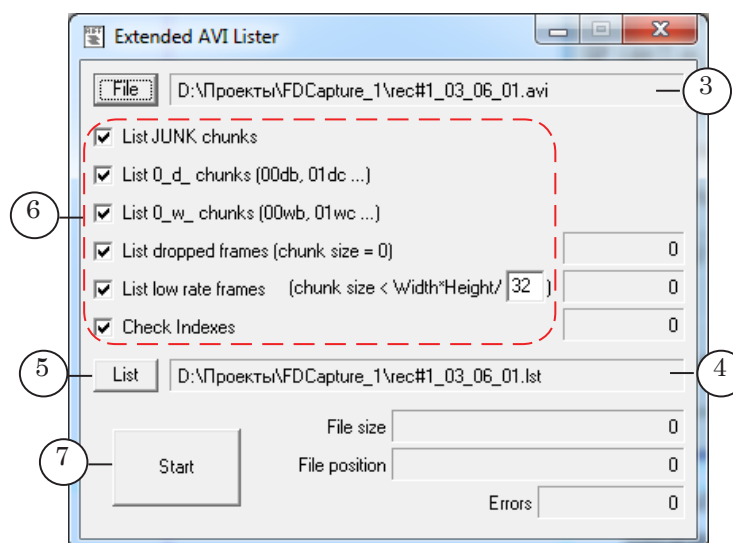 Extended AVI Lister
File D:\Проекты\FDCapture_1\rec#1_03_06_01.avi 3
List JUNK chunks
List 0_d_ chunks (00db, 01dc ...)
6 List 0_w_ chunks (00wb, 01wc ...)
List dropped frames (chunk size = 0) 0
List low rate frames (chunk size < Width*Height/ 32 ) 0
Check Indexes 0
5 List D:\Проекты\FDCapture_1\rec#1_03_06_01.lst 4
File size 0
7 Start File position 0
Errors 0